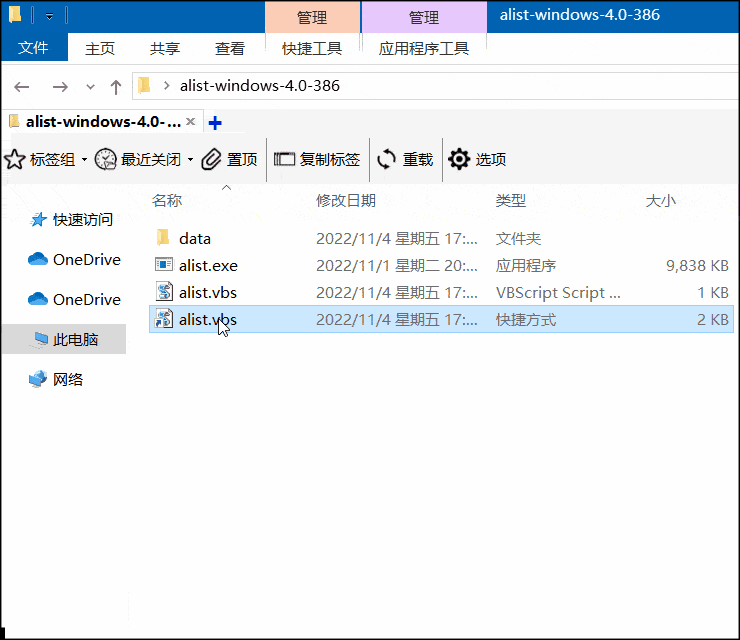 管理 管理 alist-windows-4.0-386
文件 主页 共享 查看 快捷工具 应用程序工具
alist-windows-4.0-386
alist-windows-4.0-...
标签组 最近关闭 置顶 复制标签 重载 选项
名称 修改日期 类型 大小
快速访问
OneDrive
OneDrive
此电脑
网络
data 2022/11/4 星期五 17:... 文件夹
alist.exe 2022/11/1 星期二 20:... 应用程序 9,838 KB
alist.vbs 2022/11/4 星期五 17:... VBScript Script ... 1 KB
alist.vbs 2022/11/4 星期五 17:... 快捷方式 2 KB